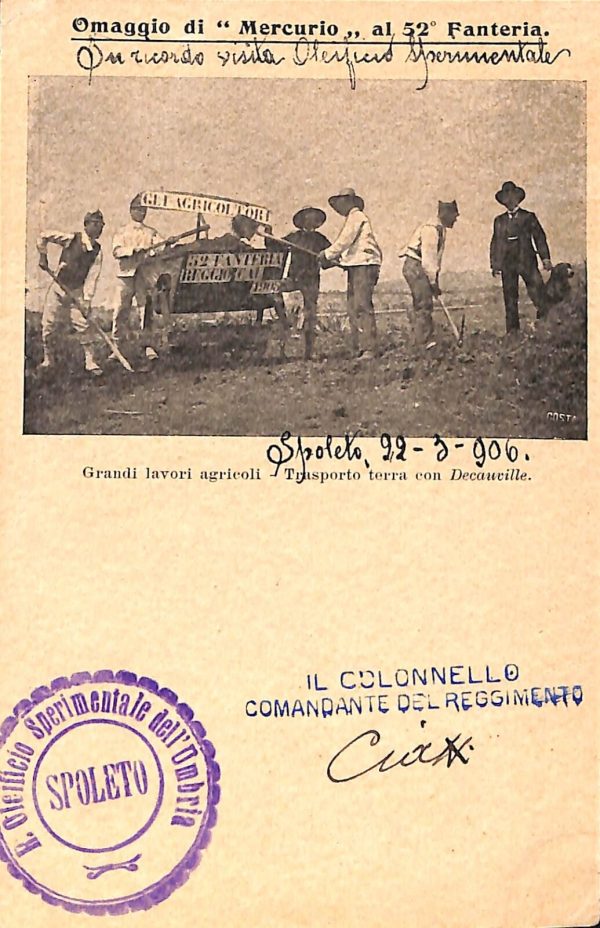 Omaggio di “ Mercurio „ al 52° Fanteria.
In ricordo visita Oleificio Sperimentale
GLI AGRICOLTORI
52 FANTERIA
REGGIO CAL
1905
COSTA
Spoleto, 22-3-906.
Grandi lavori agricoli - Trasporto terra con Decauville.
IL COLONNELLO
COMANDANTE DEL REGGIMENTO
R. Oleificio Sperimentale dell'Umbria
SPOLETO